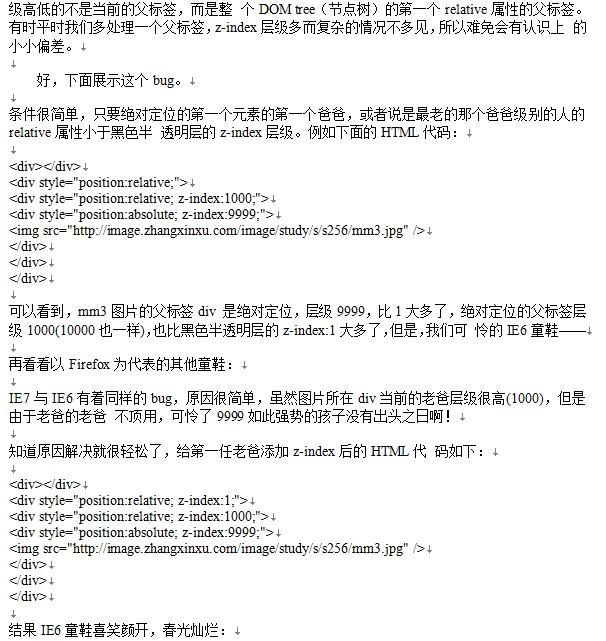 级高低的不是当前的父标签，而是整 个 DOM tree（节点树）的第一个 relative 属性的父标签。
有时平时我们多处理一个父标签，z-index 层级多而复杂的情况不多见，所以难免会有认识上 的
小小偏差。↓
↓
好，下面展示这个 bug。↓
↓
条件很简单，只要绝对定位的第一个元素的第一个爸爸，或者说是最老的那个爸爸级别的人的
relative 属性小于黑色半 透明层的 z-index 层级。例如下面的 HTML 代码：↓
↓
<div></div>↓
<div style="position:relative;">↓
<div style="position:relative; z-index:1000;">↓
<div style="position:absolute; z-index:9999;">↓
<img src="http://image.zhangxinxu.com/image/study/s/s256/mm3.jpg" />↓
</div>↓
</div>↓
</div>↓
↓
可以看到，mm3 图片的父标签 div 是绝对定位，层级 9999，比 1 大多了，绝对定位的父标签层
级 1000(10000 也一样)，也比黑色半透明层的 z-index:1 大多了，但是，我们可 怜的 IE6 童鞋——↓
↓
再看看以 Firefox 为代表的其他童鞋：↓
↓
IE7 与 IE6 有着同样的 bug，原因很简单，虽然图片所在 div 当前的老爸层级很高(1000)，但是
由于老爸的老爸 不顶用，可怜了 9999 如此强势的孩子没有出头之日啊！↓
↓
知道原因解决就很轻松了，给第一任老爸添加 z-index 后的 HTML 代 码如下：↓
↓
<div></div>↓
<div style="position:relative; z-index:1;">↓
<div style="position:relative; z-index:1000;">↓
<div style="position:absolute; z-index:9999;">↓
<img src="http://image.zhangxinxu.com/image/study/s/s256/mm3.jpg" />↓
</div>↓
</div>↓
</div>↓
↓
结果 IE6 童鞋喜笑颜开，春光灿烂：↓